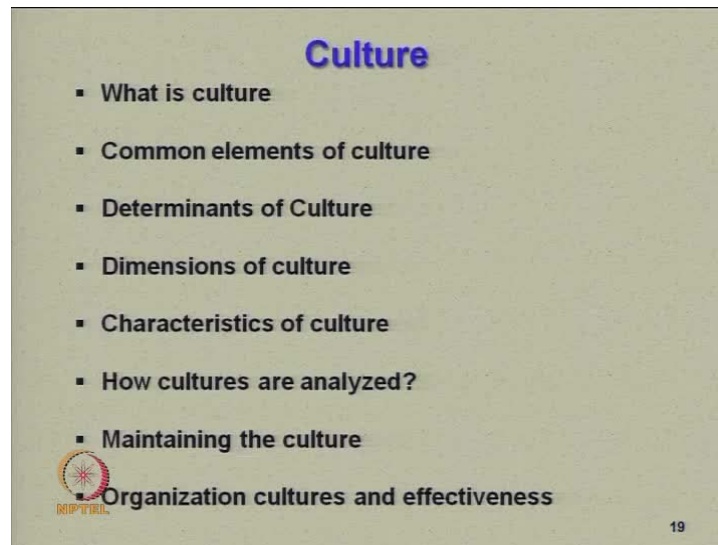 Culture
▪ What is culture
▪ Common elements of culture
▪ Determinants of Culture
▪ Dimensions of culture
▪ Characteristics of culture
▪ How cultures are analyzed?
▪ Maintaining the culture
▪ Organization cultures and effectiveness
NPTEL
19